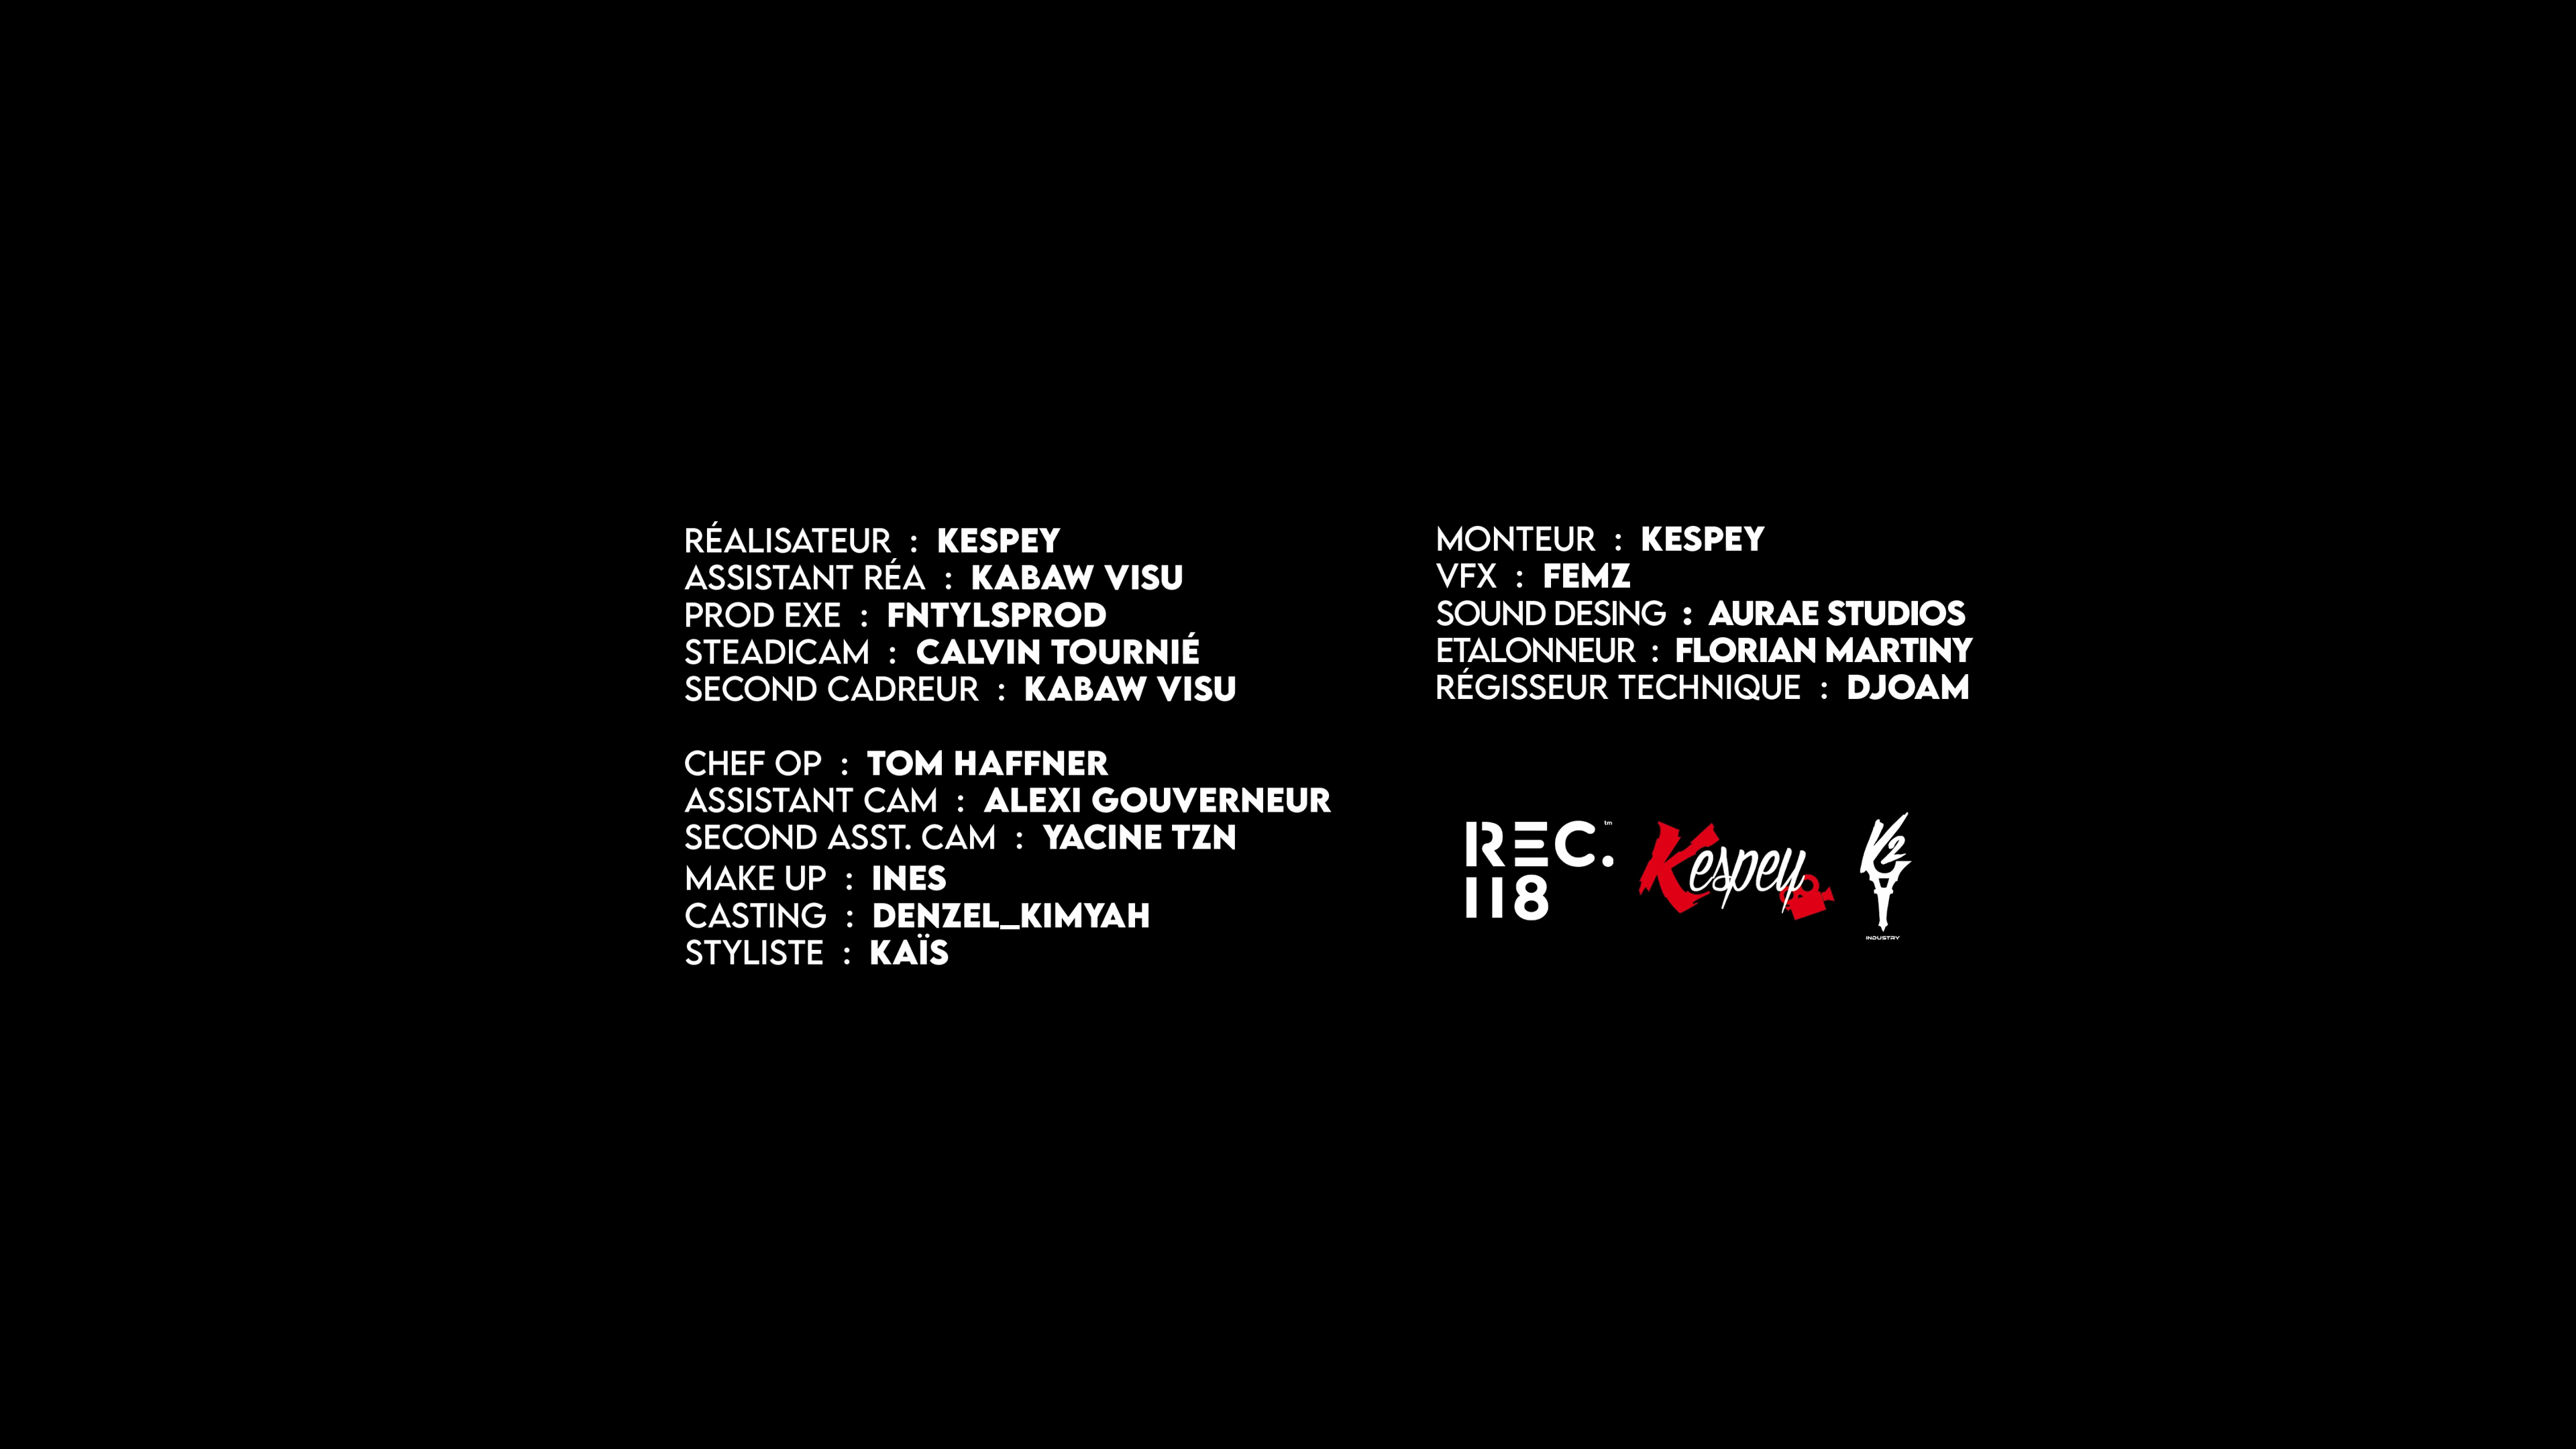 RÉALISATEUR : KESPEY
ASSISTANT RÉA : KABAW VISU
PROD EXE : FNTYLSPROD
STEADICAM : CALVIN TOURNIÉ
SECOND CADREUR : KABAW VISU
CHEF OP : TOM HAFFNER
ASSISTANT CAM : ALEXI GOUVERNEUR
SECOND ASST. CAM : YACINE TZN
MAKE UP : INES
CASTING : DENZEL_KIMYAH
STYLISTE : KAÏS
MONTEUR : KESPEY
VFX : FEMZ
SOUND DESING : AURAE STUDIOS
ETALONNEUR : FLORIAN MARTINY
RÉGISSEUR TECHNIQUE : DJOAM
REC.™
118
Kespey
INDUSTRY